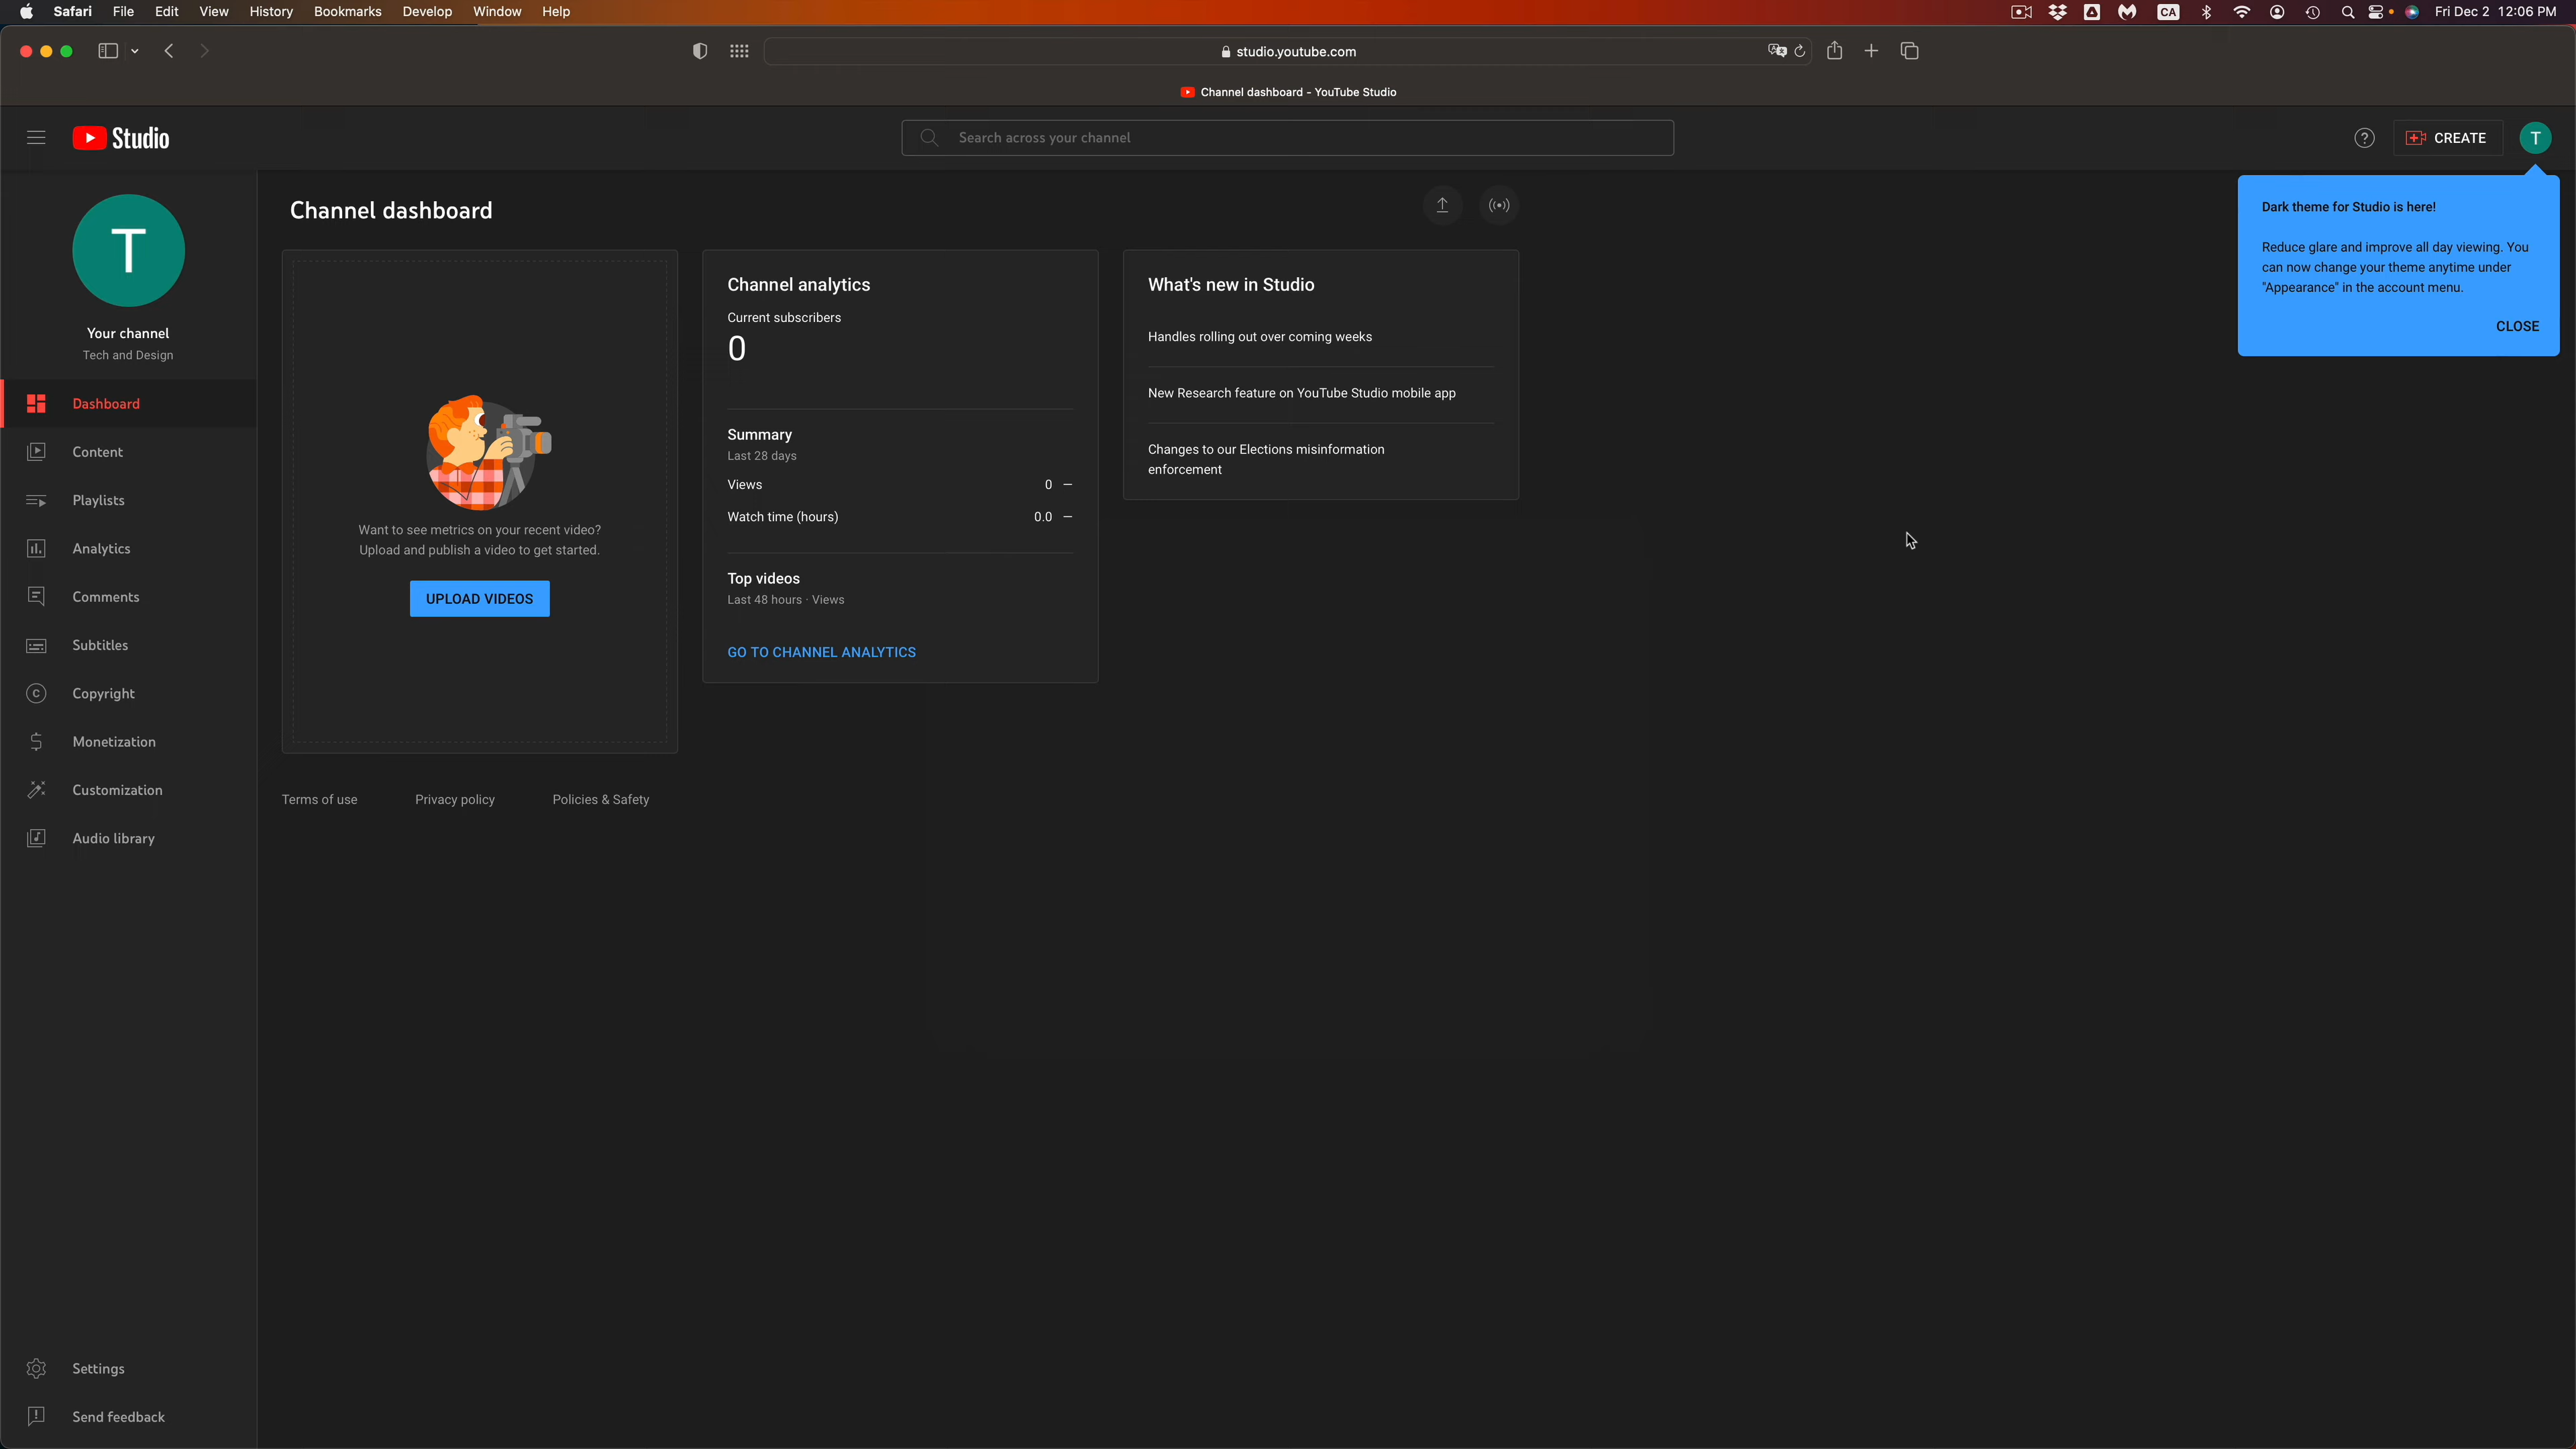 Safari File Edit View History Bookmarks Develop Window Help
CA
Fri Dec 2 12:06 PM
studio.youtube.com
Channel dashboard - YouTube Studio
Studio
Search across your channel
?
CREATE
T
Dark theme for Studio is here!
Reduce glare and improve all day viewing. You
can now change your theme anytime under
"Appearance" in the account menu.
CLOSE
T
Your channel
Tech and Design
Dashboard
Content
Playlists
Analytics
Comments
Subtitles
Copyright
Monetization
Customization
Audio library
Settings
Send feedback
Channel dashboard
Want to see metrics on your recent video?
Upload and publish a video to get started.
UPLOAD VIDEOS
Channel analytics
Current subscribers
0
Summary
Last 28 days
Views 0 —
Watch time (hours) 0.0 —
Top videos
Last 48 hours · Views
GO TO CHANNEL ANALYTICS
What's new in Studio
Handles rolling out over coming weeks
New Research feature on YouTube Studio mobile app
Changes to our Elections misinformation
enforcement
Terms of use Privacy policy Policies & Safety